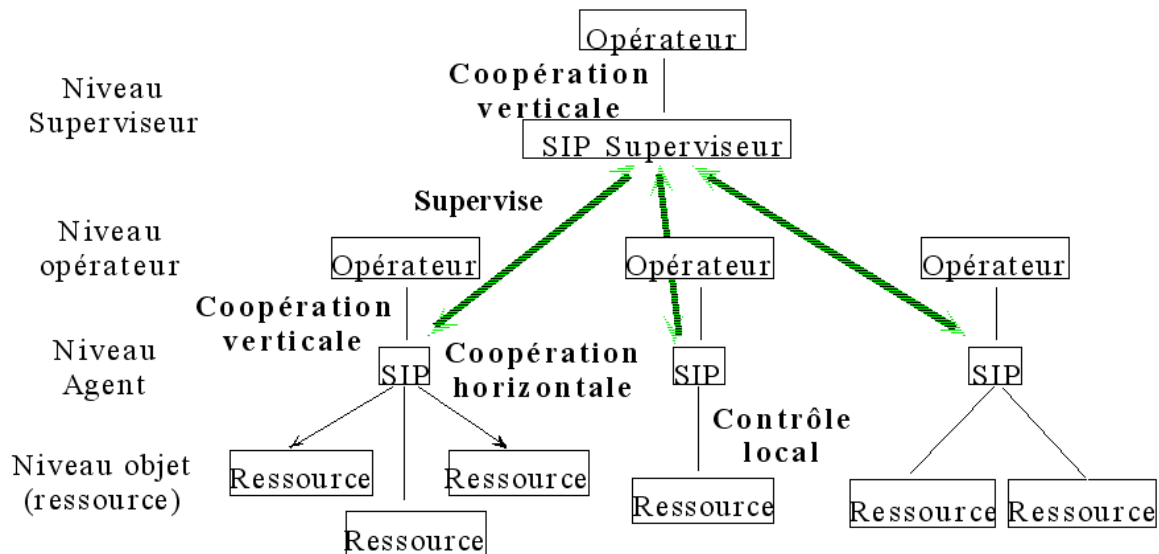 Opérateur
Coopération
verticale
Niveau
Superviseur
SIP Superviseur
Supervise
Niveau
opérateur
Opérateur
Opérateur
Opérateur
Coopération
verticale
Niveau
Agent
SIP
Coopération
horizontale
SIP
SIP
Contrôle
local
Niveau objet
(ressource)
Ressource
Ressource
Ressource
Ressource
Ressource
Ressource